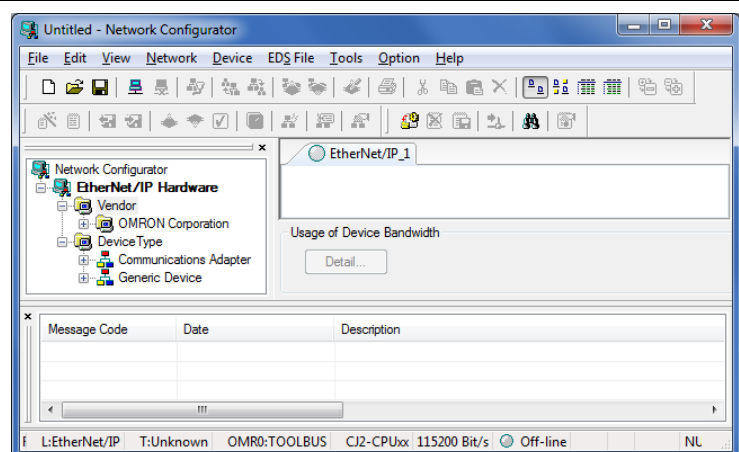 Untitled - Network Configurator
File Edit View Network Device EDS File Tools Option Help
Network Configurator
EtherNet/IP Hardware
Vendor
OMRON Corporation
Device Type
Communications Adapter
Generic Device
EtherNet/IP_1
Usage of Device Bandwidth
Detail...
Message Code Date Description
L:EtherNet/IP T:Unknown OMR0:TOOLBUS CJ2-CPUxx 115200 Bit/s Off-line